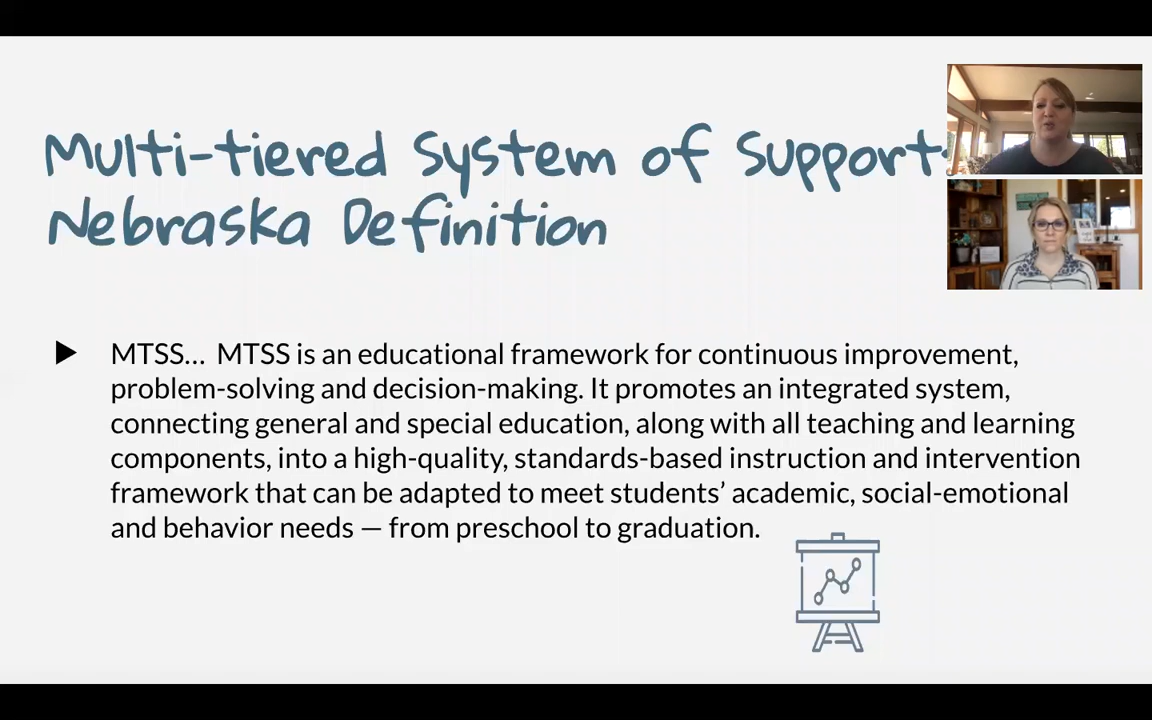 Multi-tiered System of Support
Nebraska Definition
MTSS... MTSS is an educational framework for continuous improvement,
problem-solving and decision-making. It promotes an integrated system,
connecting general and special education, along with all teaching and learning
components, into a high-quality, standards-based instruction and intervention
framework that can be adapted to meet students’ academic, social-emotional
and behavior needs — from preschool to graduation.